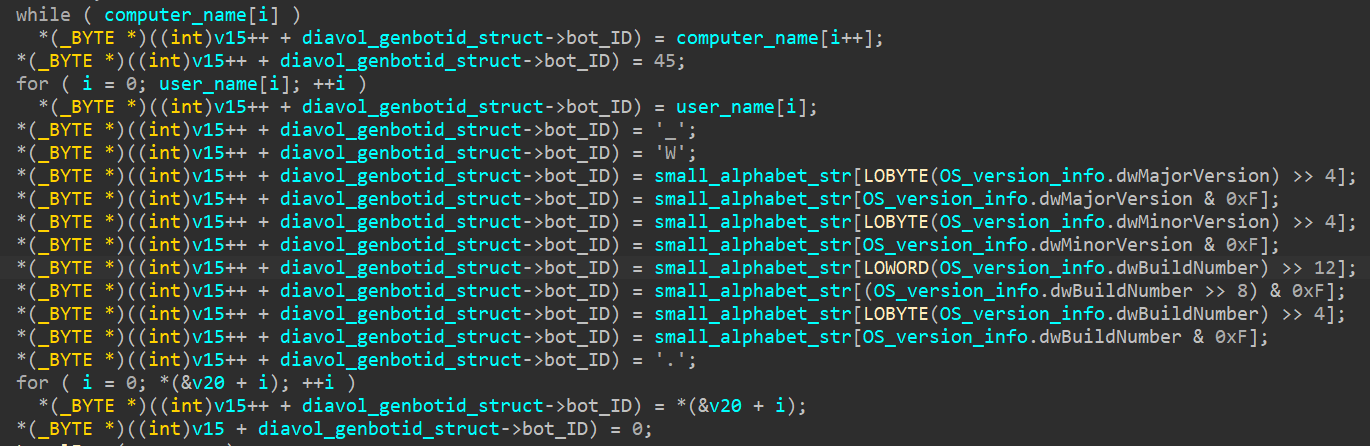 while ( computer_name[i] )
*(_BYTE *)((int)v15++ + diavol_genbotid_struct->bot_ID) = computer_name[i++];
*(_BYTE *)((int)v15++ + diavol_genbotid_struct->bot_ID) = 45;
for ( i = 0; user_name[i]; ++i )
*(_BYTE *)((int)v15++ + diavol_genbotid_struct->bot_ID) = user_name[i];
*(_BYTE *)((int)v15++ + diavol_genbotid_struct->bot_ID) = '_';
*(_BYTE *)((int)v15++ + diavol_genbotid_struct->bot_ID) = 'W';
*(_BYTE *)((int)v15++ + diavol_genbotid_struct->bot_ID) = small_alphabet_str[LOBYTE(OS_version_info.dwMajorVersion) >> 4];
*(_BYTE *)((int)v15++ + diavol_genbotid_struct->bot_ID) = small_alphabet_str[OS_version_info.dwMajorVersion & 0xF];
*(_BYTE *)((int)v15++ + diavol_genbotid_struct->bot_ID) = small_alphabet_str[LOBYTE(OS_version_info.dwMinorVersion) >> 4];
*(_BYTE *)((int)v15++ + diavol_genbotid_struct->bot_ID) = small_alphabet_str[OS_version_info.dwMinorVersion & 0xF];
*(_BYTE *)((int)v15++ + diavol_genbotid_struct->bot_ID) = small_alphabet_str[LOWORD(OS_version_info.dwBuildNumber) >> 12];
*(_BYTE *)((int)v15++ + diavol_genbotid_struct->bot_ID) = small_alphabet_str[(OS_version_info.dwBuildNumber >> 8) & 0xF];
*(_BYTE *)((int)v15++ + diavol_genbotid_struct->bot_ID) = small_alphabet_str[LOBYTE(OS_version_info.dwBuildNumber) >> 4];
*(_BYTE *)((int)v15++ + diavol_genbotid_struct->bot_ID) = small_alphabet_str[OS_version_info.dwBuildNumber & 0xF];
*(_BYTE *)((int)v15++ + diavol_genbotid_struct->bot_ID) = '.';
for ( i = 0; *(&v20 + i); ++i )
*(_BYTE *)((int)v15++ + diavol_genbotid_struct->bot_ID) = *(&v20 + i);
*(_BYTE *)((int)v15 + diavol_genbotid_struct->bot_ID) = 0;